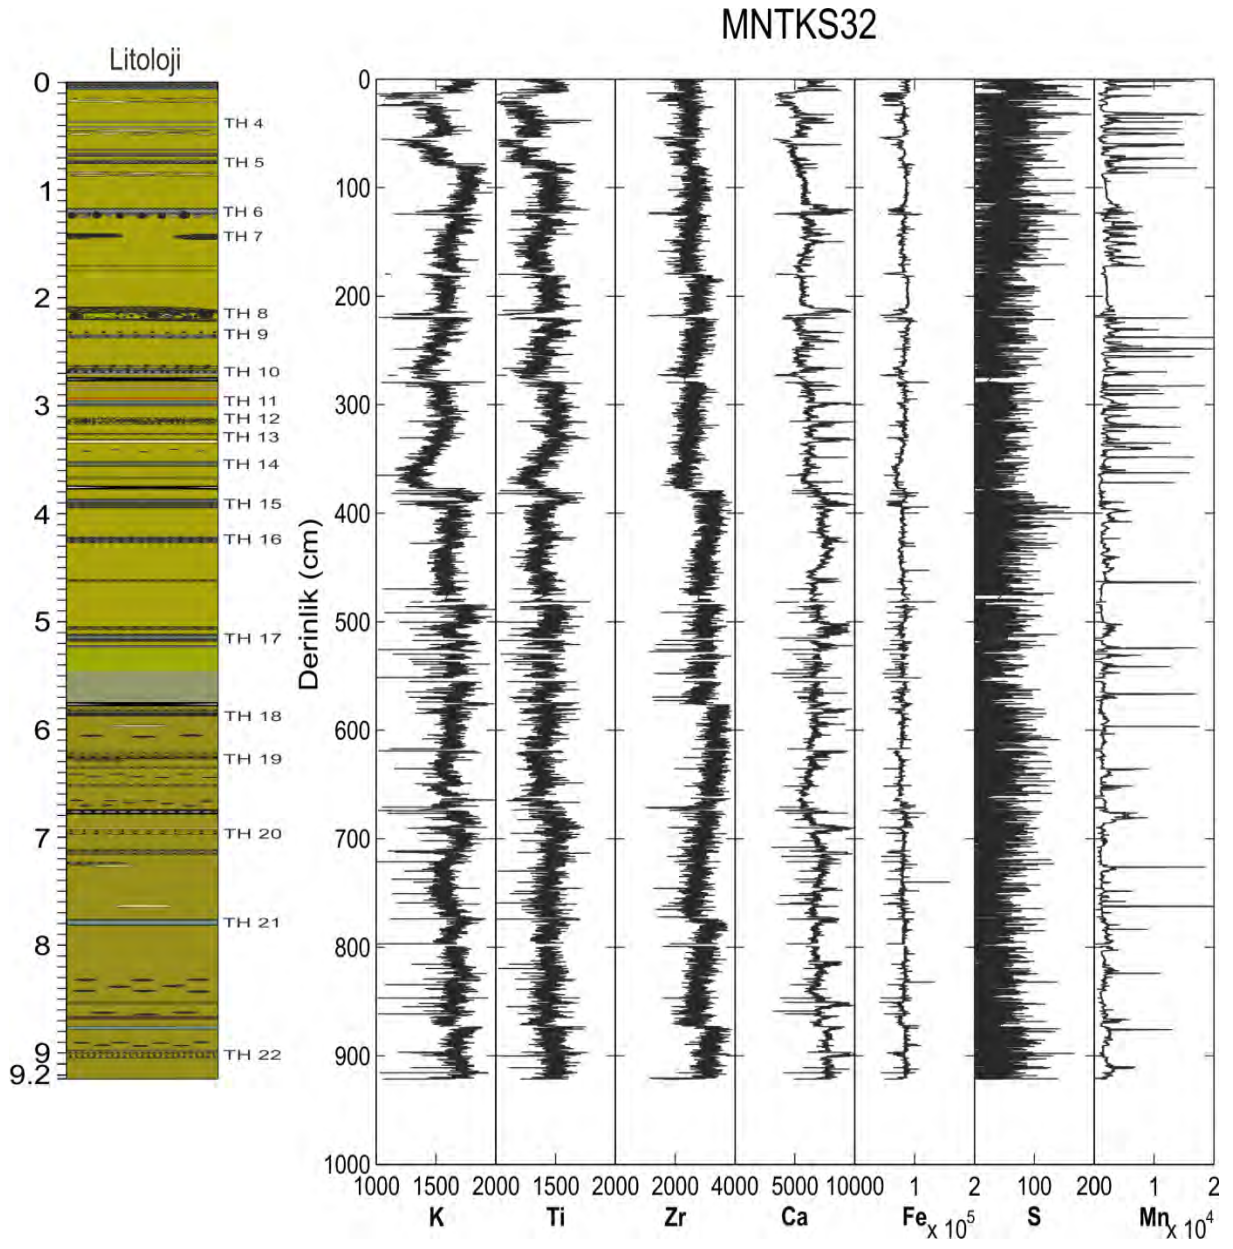 MNTKS32
Litoloji
0
1
2
3
4
5
6
7
8
9
9.2
TH 4
TH 5
TH 6
TH 7
TH 8
TH 9
TH 10
TH 11
TH 12
TH 13
TH 14
TH 15
TH 16
TH 17
TH 18
TH 19
TH 20
TH 21
TH 22
Derinlik (cm)
0
100
200
300
400
500
600
700
800
900
1000
1000 1500 2000 1500 2000 2000 4000 5000 10000 1 2 100 200 1 2
K Ti Zr Ca Fe x 10⁵ S Mn x 10⁴